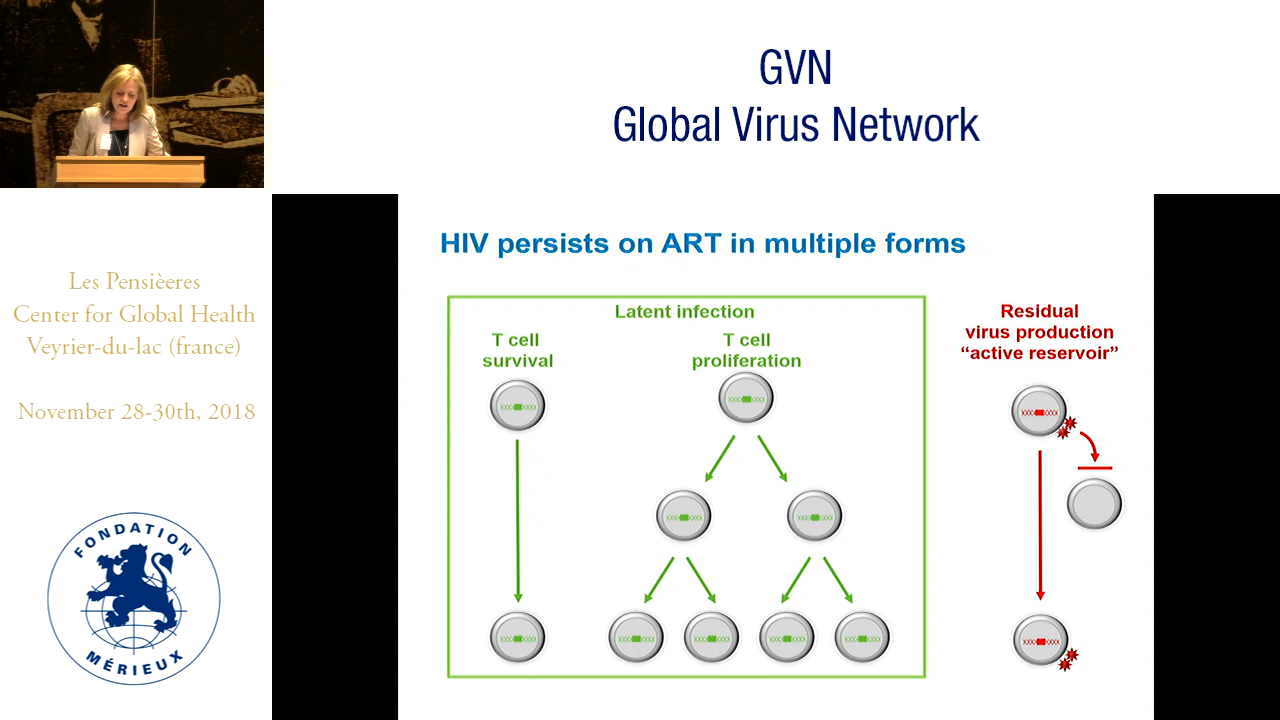 GVN
Global Virus Network
Les Pensièeres
Center for Global Health
Veyrier-du-lac (france)
November 28-30th, 2018
FONDATION
MÉRIEUX
HIV persists on ART in multiple forms
Latent infection
T cell
survival
T cell
proliferation
Residual
virus production
“active reservoir”